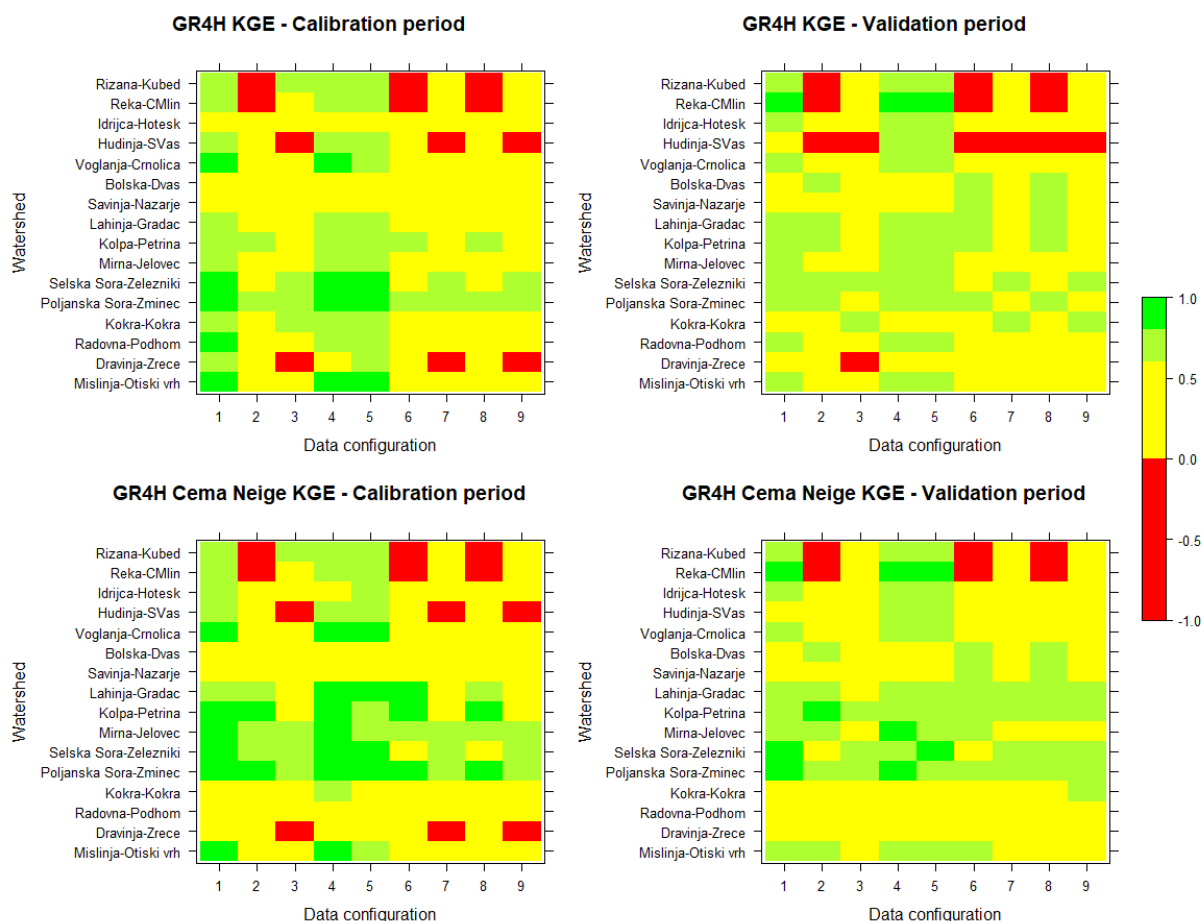 GR4H KGE - Calibration period
Watershed
Rizana-Kubed
Reka-CMlin
Idrijca-Hotesk
Hudinja-SVas
Voglanja-Crnolica
Bolska-Dvas
Savinja-Nazarje
Lahinja-Gradac
Kolpa-Petrina
Mirna-Jelovec
Selska Sora-Zelezniki
Poljanska Sora-Zminec
Kokra-Kokra
Radovna-Podhom
Dravinja-Zrece
Mislinja-Otiski vrh
1 2 3 4 5 6 7 8 9
Data configuration
GR4H KGE - Validation period
Watershed
Rizana-Kubed
Reka-CMlin
Idrijca-Hotesk
Hudinja-SVas
Voglanja-Crnolica
Bolska-Dvas
Savinja-Nazarje
Lahinja-Gradac
Kolpa-Petrina
Mirna-Jelovec
Selska Sora-Zelezniki
Poljanska Sora-Zminec
Kokra-Kokra
Radovna-Podhom
Dravinja-Zrece
Mislinja-Otiski vrh
1 2 3 4 5 6 7 8 9
Data configuration
GR4H Cema Neige KGE - Calibration period
Watershed
Rizana-Kubed
Reka-CMlin
Idrijca-Hotesk
Hudinja-SVas
Voglanja-Crnolica
Bolska-Dvas
Savinja-Nazarje
Lahinja-Gradac
Kolpa-Petrina
Mirna-Jelovec
Selska Sora-Zelezniki
Poljanska Sora-Zminec
Kokra-Kokra
Radovna-Podhom
Dravinja-Zrece
Mislinja-Otiski vrh
1 2 3 4 5 6 7 8 9
Data configuration
GR4H Cema Neige KGE - Validation period
Watershed
Rizana-Kubed
Reka-CMlin
Idrijca-Hotesk
Hudinja-SVas
Voglanja-Crnolica
Bolska-Dvas
Savinja-Nazarje
Lahinja-Gradac
Kolpa-Petrina
Mirna-Jelovec
Selska Sora-Zelezniki
Poljanska Sora-Zminec
Kokra-Kokra
Radovna-Podhom
Dravinja-Zrece
Mislinja-Otiski vrh
1 2 3 4 5 6 7 8 9
Data configuration
1.0
0.5
0.0
-0.5
-1.0